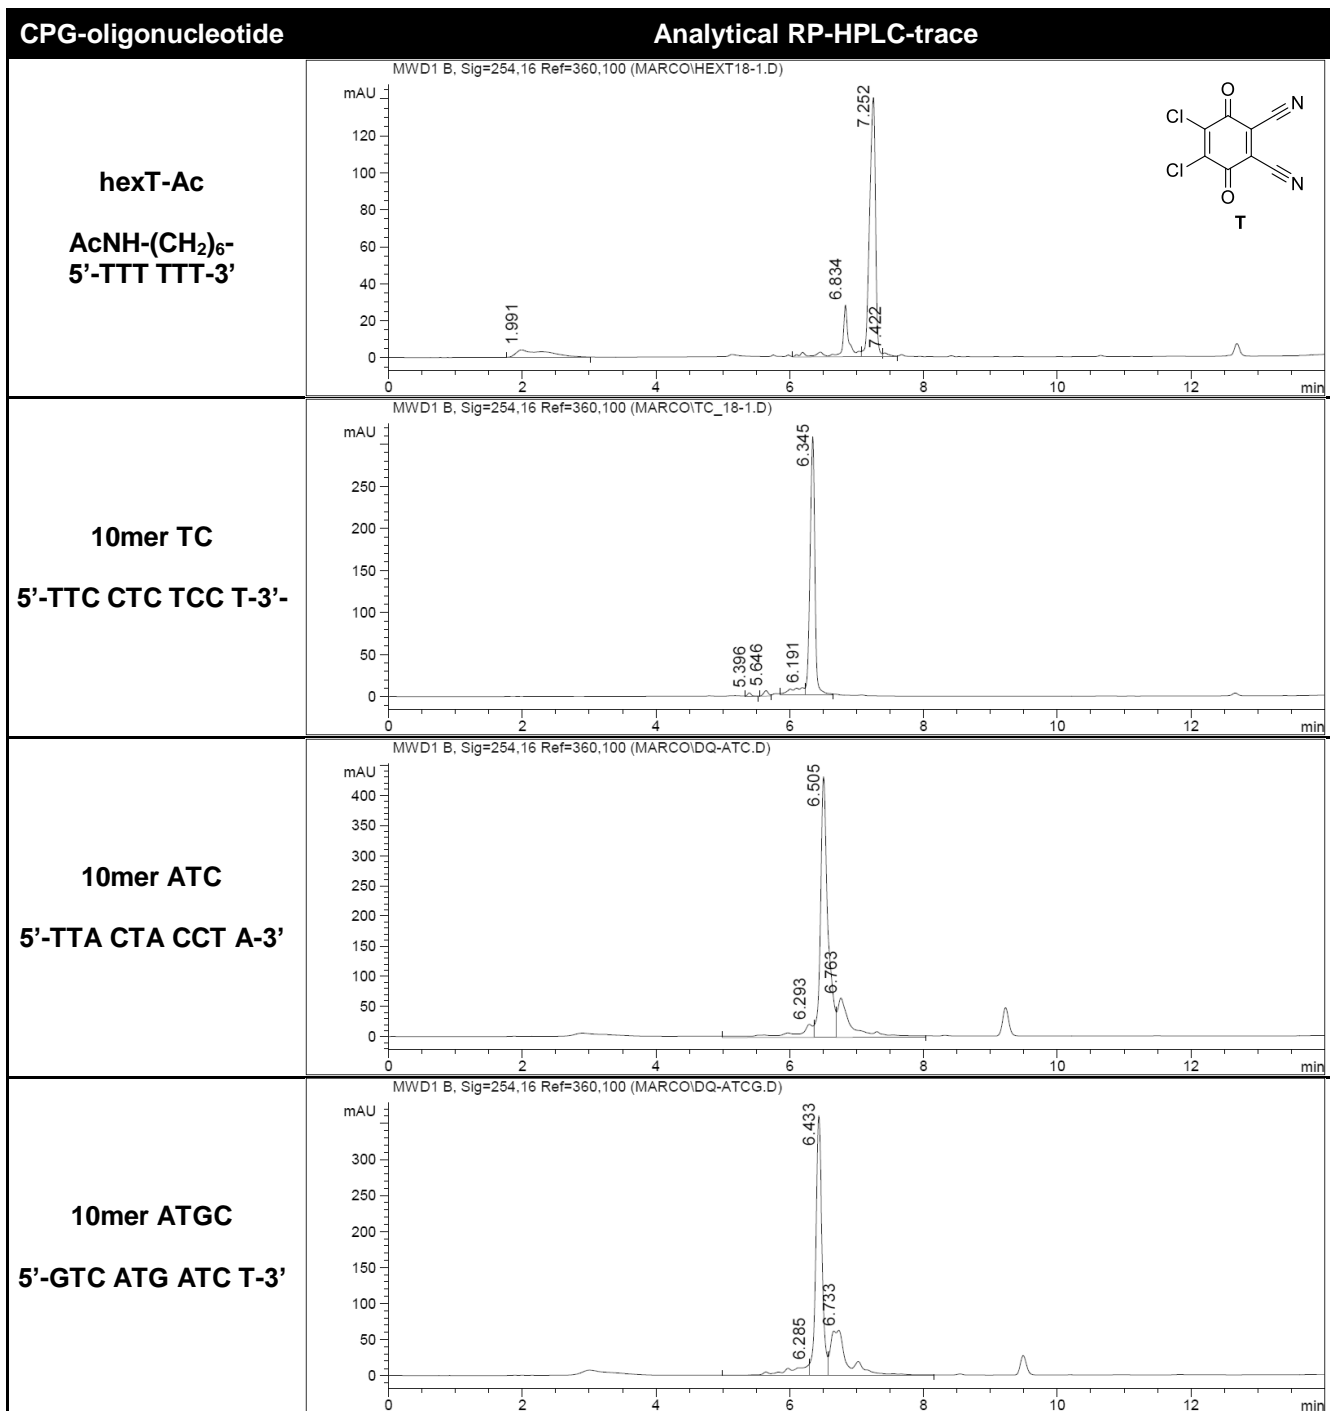 CPG-oligonucleotide Analytical RP-HPLC-trace
hexT-Ac
AcNH-(CH2)6-
5’-TTT TTT-3’
MWD1 B, Sig=254,16 Ref=360,100 (MARCO\HEXT18-1.D)
mAU
120
100
80
60
40
20
0
1.991
6.834
7.252
7.422
0 2 4 6 8 10 12 min
O
Cl
N
Cl
N
O
T
10mer TC
5’-TTC CTC TCC T-3’-
MWD1 B, Sig=254,16 Ref=360,100 (MARCO\TC_18-1.D)
mAU
250
200
150
100
50
0
5.396
5.646
6.191
6.345
0 2 4 6 8 10 12 min
10mer ATC
5’-TTA CTA CCT A-3’
MWD1 B, Sig=254,16 Ref=360,100 (MARCO\DQ-ATC.D)
mAU
400
350
300
250
200
150
100
50
0
6.293
6.505
6.763
0 2 4 6 8 10 12 min
10mer ATGC
5’-GTC ATG ATC T-3’
MWD1 B, Sig=254,16 Ref=360,100 (MARCO\DQ-ATCG.D)
mAU
300
250
200
150
100
50
0
6.285
6.433
6.733
0 2 4 6 8 10 12 min